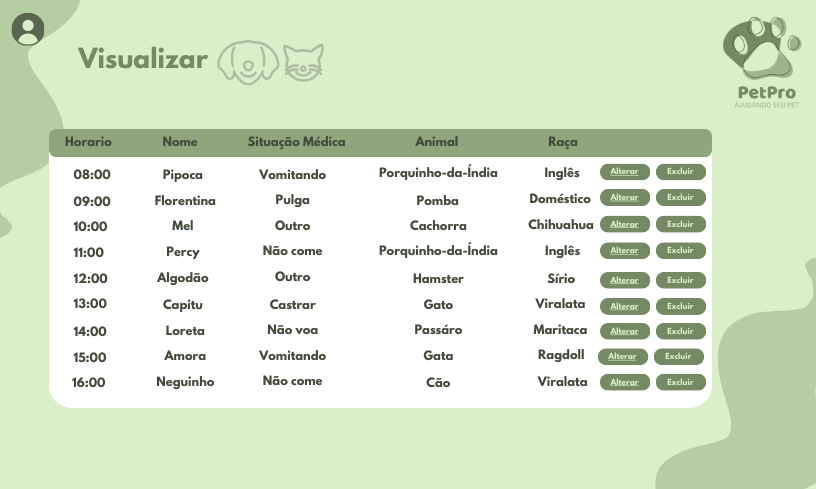 Visualizar
PetPro
AJUDANDO SEU PET
Horario Nome Situação Médica Animal Raça
08:00 Pipoca Vomitando Porquinho-da-Índia Inglês Alterar Excluir
09:00 Florentina Pulga Pomba Doméstico Alterar Excluir
10:00 Mel Outro Cachorra Chihuahua Alterar Excluir
11:00 Percy Não come Porquinho-da-Índia Inglês Alterar Excluir
12:00 Algodão Outro Hamster Sírio Alterar Excluir
13:00 Capitu Castrar Gato Viralata Alterar Excluir
14:00 Loreta Não voa Passáro Maritaca Alterar Excluir
15:00 Amora Vomitando Gata Ragdoll Alterar Excluir
16:00 Neguinho Não come Cão Viralata Alterar Excluir